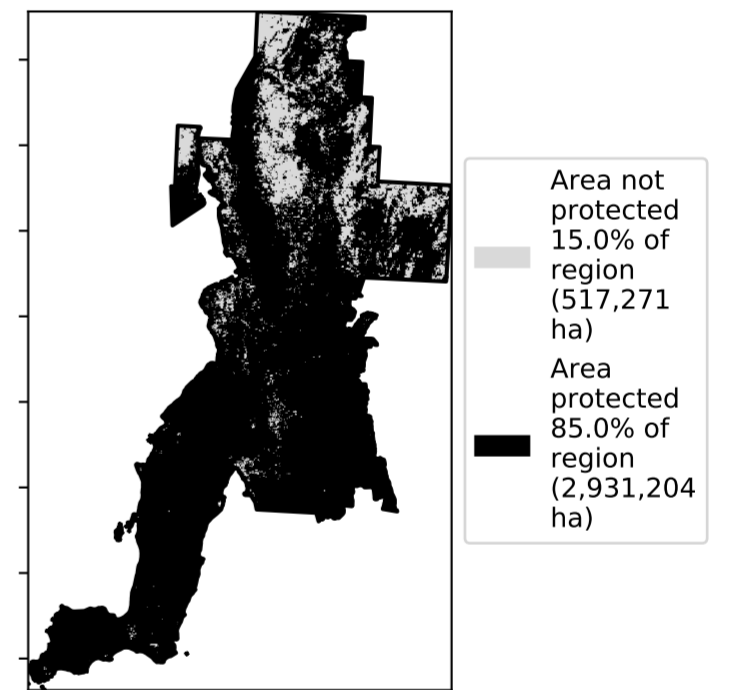 Area not
protected
15.0% of
region
(517,271
ha)
Area
protected
85.0% of
region
(2,931,204
ha)